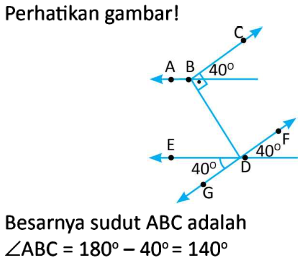 Perhatikan gambar!
C
A B 40°
E
F
40° D 40°
G
Besarnya sudut ABC adalah
∠ABC = 180° – 40° = 140°